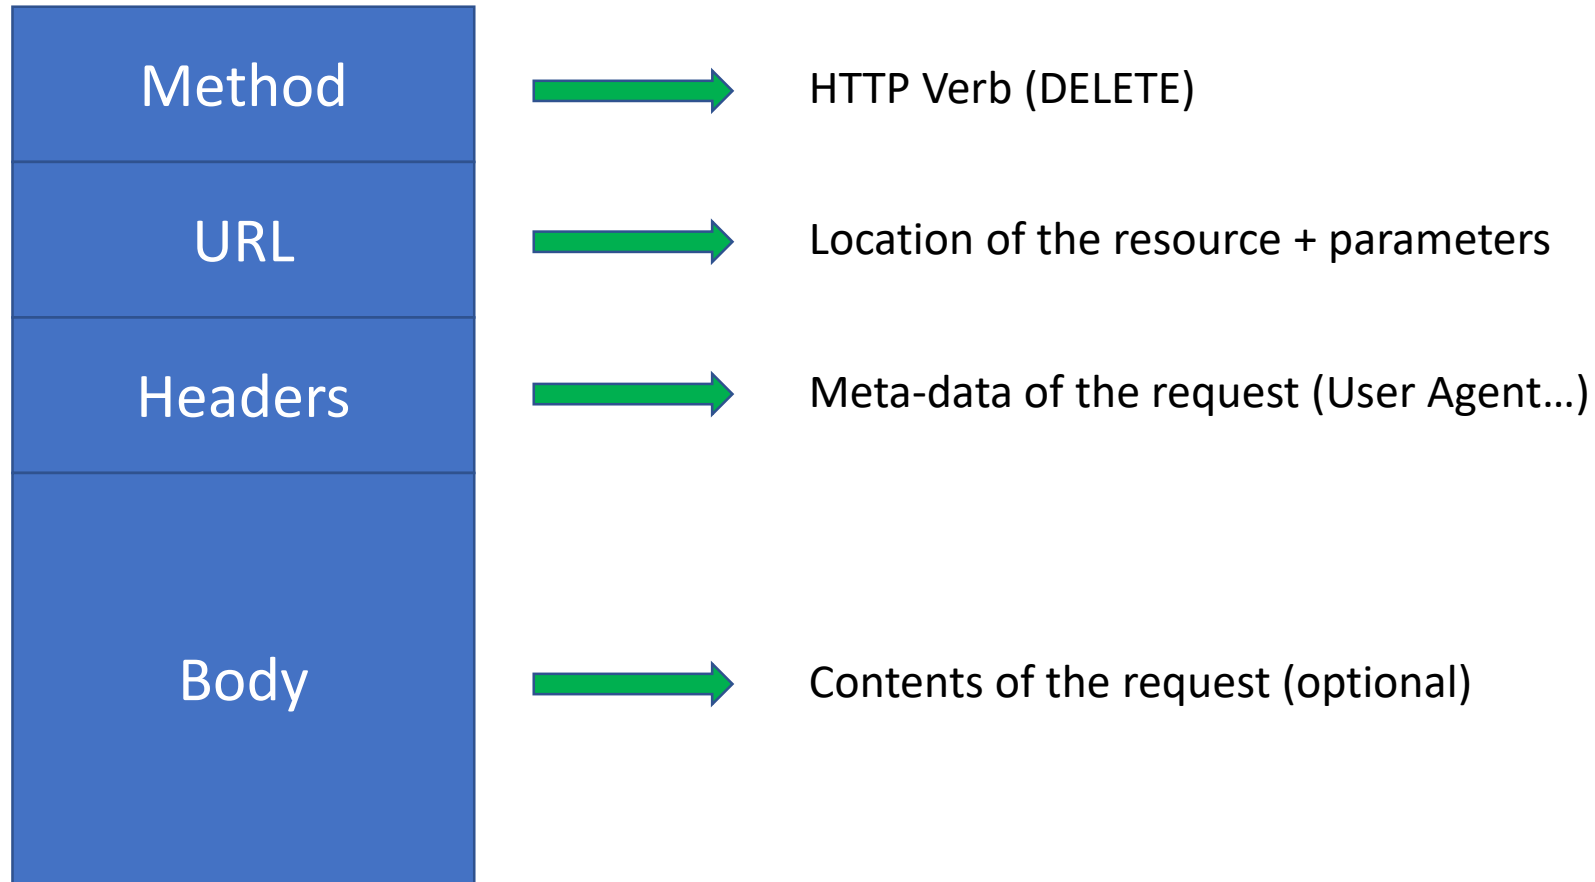 Method
HTTP Verb (DELETE)
URL
Location of the resource + parameters
Headers
Meta-data of the request (User Agent…)
Body
Contents of the request (optional)